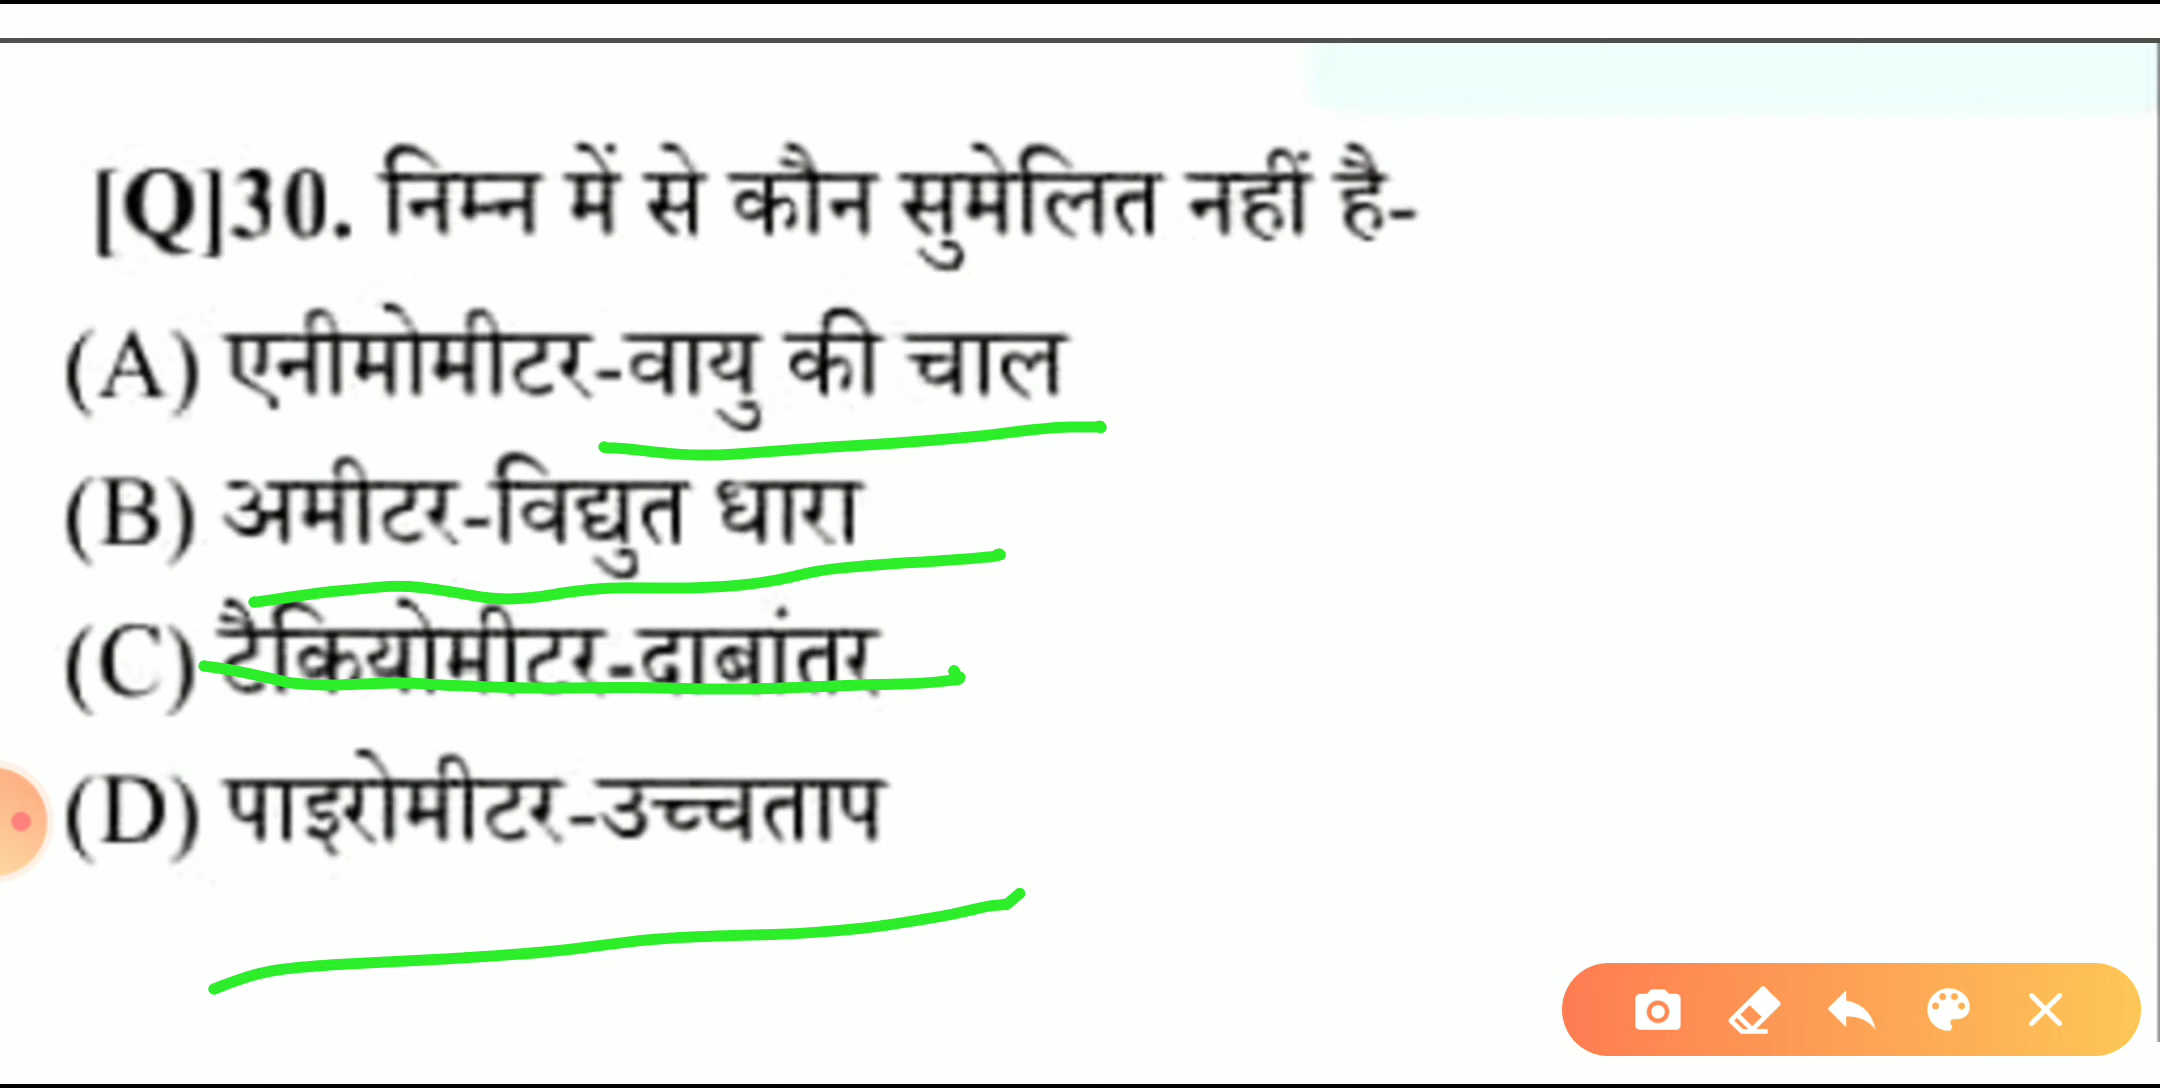 [Q]30. निम्न में से कौन सुमेलित नहीं है-
(A) एनीमोमीटर-वायु की चाल
(B) अमीटर-विद्युत धारा
(C) टैकियोमीटर-दाबांतर
(D) पाइरोमीटर-उच्चताप